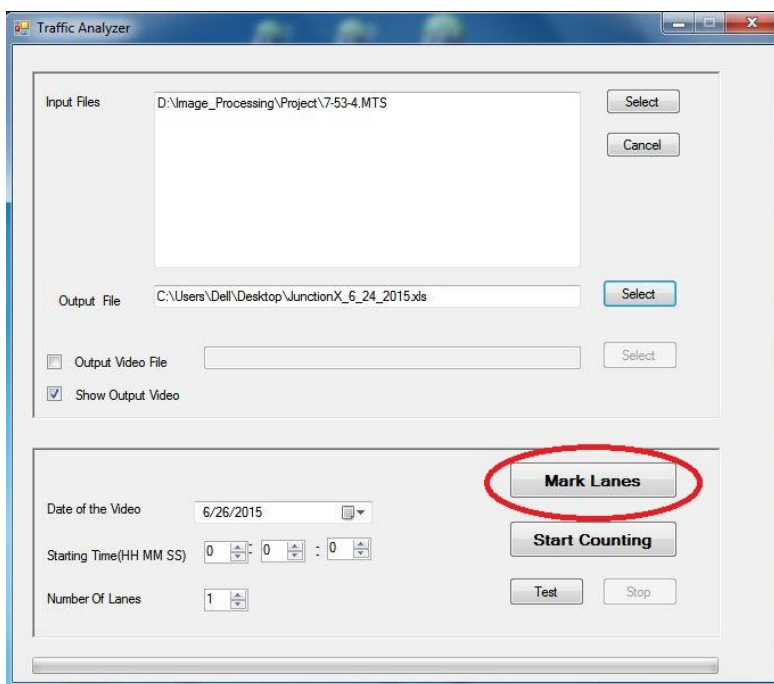 Traffic Analyzer
Input Files
D:\Image_Processing\Project\7-53-4.MTS
Select
Cancel
Output File
C:\Users\Dell\Desktop\JunctionX_6_24_2015.xls
Select
Output Video File
Select
Show Output Video
Mark Lanes
Date of the Video
6/26/2015
Start Counting
Starting Time(HH MM SS)
0 : 0 : 0
Number Of Lanes
1
Test
Stop